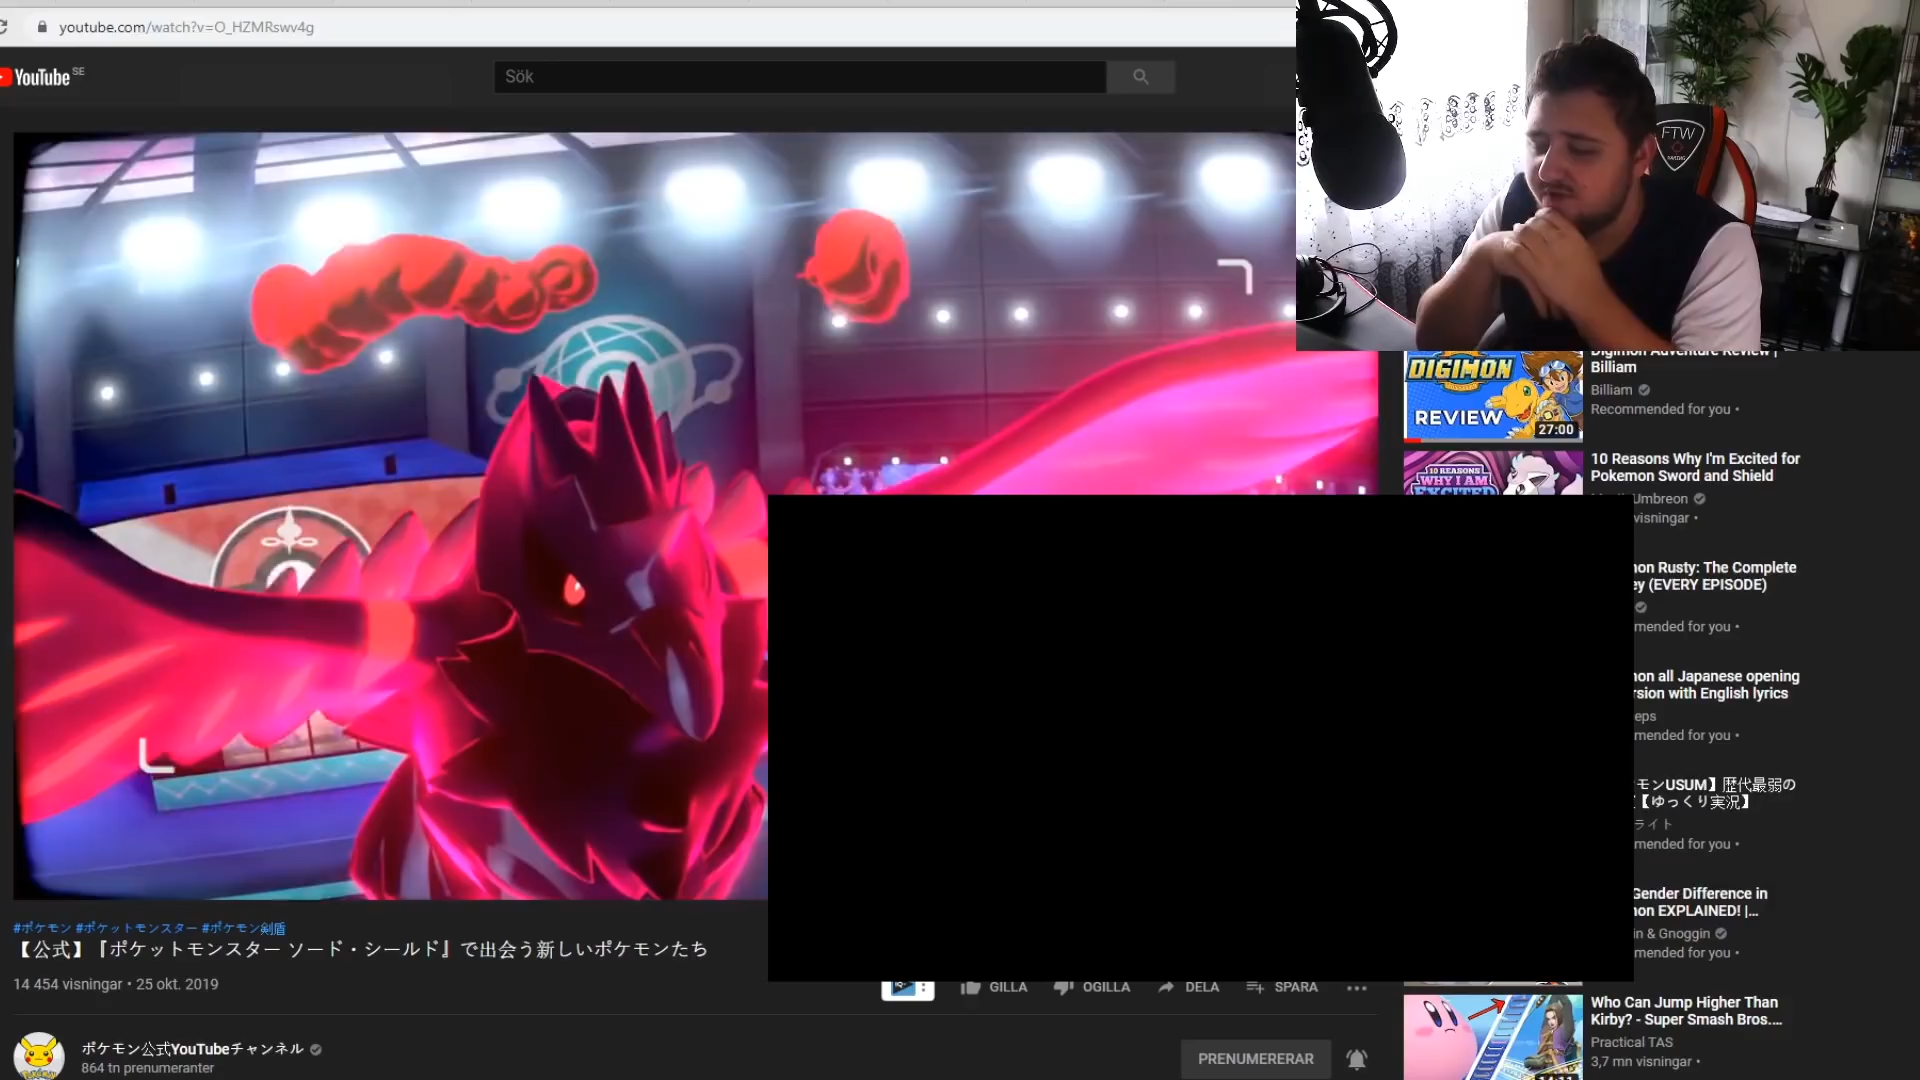 youtube.com/watch?v=O_HZMRswv4g
YouTube SE
Sök
FTW
DIGIMON
REVIEW
27:00
Digimon Adventure Review |
Billiam
Billiam
Recommended for you •
10 REASONS
WHY I AM
EXCITED
10 Reasons Why I'm Excited for
Pokemon Sword and Shield
Umbreon
visningar •
mon Rusty: The Complete
ey (EVERY EPISODE)
mended for you •
mon all Japanese opening
rsion with English lyrics
eps
mended for you •
モンUSUM】歴代最弱の
【ゆっくり実況】
ライト
mended for you •
Gender Difference in
mon EXPLAINED! |...
in & Gnoggin
mended for you •
Who Can Jump Higher Than
Kirby? - Super Smash Bros....
Practical TAS
3,7 mn visningar •
#ポケモン #ポケットモンスター #ポケモン剣盾
【公式】『ポケットモンスター ソード・シールド』で出会う新しいポケモンたち
14 454 visningar • 25 okt. 2019
GILLA
OGILLA
DELA
SPARA
ポケモン公式YouTubeチャンネル
864 tn prenumeranter
PRENUMERERAR